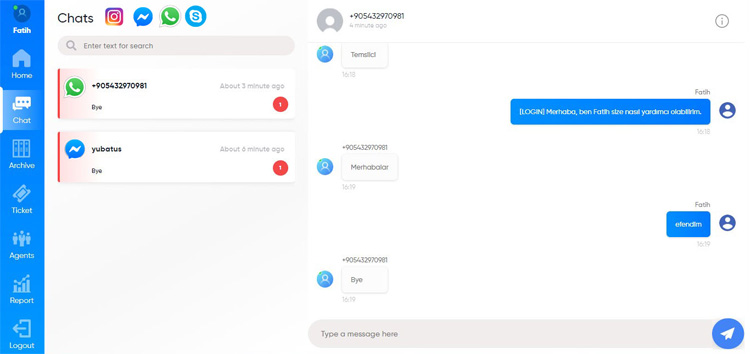 Fatih
Home
Chat
Archive
Ticket
Agents
Report
Logout
Chats
Enter text for search
+905432970981
About 3 minute ago
Bye
1
yubatus
About 6 minute ago
Bye
1
+905432970981
4 minute ago
Temsilci
16:18
Fatih
[LOGIN] Merhaba, ben Fatih size nasıl yardımcı olabilirim.
16:18
+905432970981
Merhabalar
16:19
Fatih
efendim
16:19
+905432970981
Bye
16:19
Type a message here